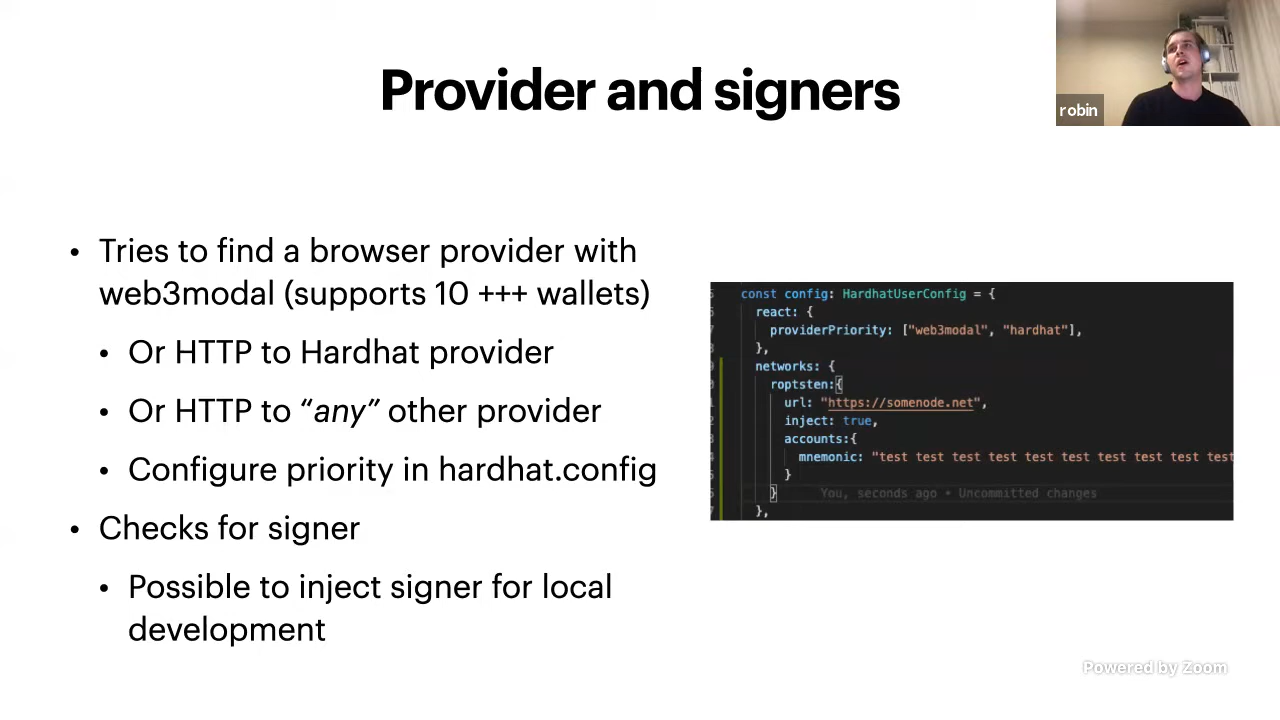 Provider and signers
robin
• Tries to find a browser provider with
web3modal (supports 10 +++ wallets)
• Or HTTP to Hardhat provider
• Or HTTP to “any” other provider
• Configure priority in hardhat.config
• Checks for signer
• Possible to inject signer for local
development
const config: HardhatUserConfig = {
react: {
providerPriority: ["web3modal", "hardhat"],
},
networks: {
roptsten:{
url: "https://somenode.net",
inject: true,
accounts:{
mnemonic: "test test test test test test test test test test
}
} You, seconds ago • Uncommitted changes
},
Powered by Zoom